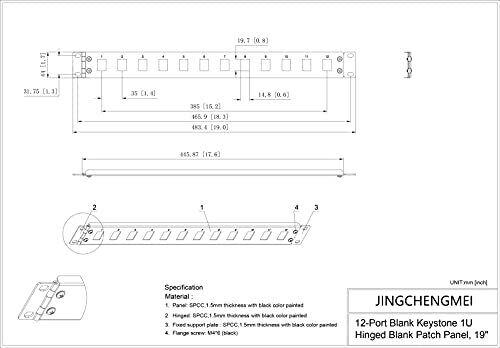 19.7 [0.8]
44 [1.7]
1 2 3 4 5 6 7 8 9 10 11 12
31.75 [1.3]
35 [1.4]
14.8 [0.6]
385 [15.2]
465.9 [18.3]
483.4 [19.0]
445.87 [17.6]
2 1 4 3
Specification
Material :
1. Panel: SPCC,1.5mm thickness with black color painted
2. Hinged: SPCC,1.5mm thickness with black color painted
3. Fixed support plate : SPCC,1.5mm thickness with black color painted
4. Flange screw: M4*6 (black)
UNIT:mm [inch]
JINGCHENGMEI
12-Port Blank Keystone 1U
Hinged Blank Patch Panel, 19"